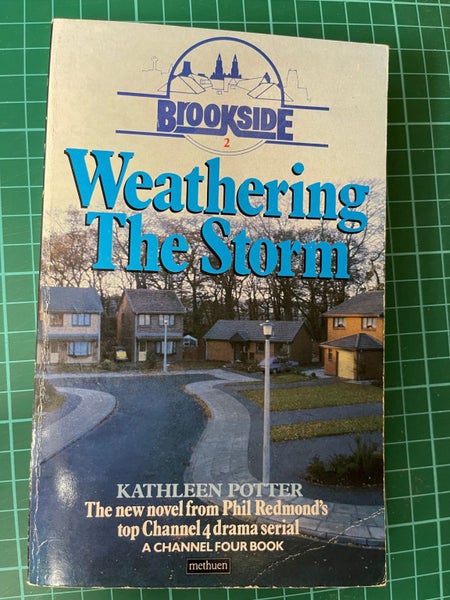 BROOKSIDE
2
Weathering
The Storm
KATHLEEN POTTER
The new novel from Phil Redmond's
top Channel 4 drama serial
A CHANNEL FOUR BOOK
methuen